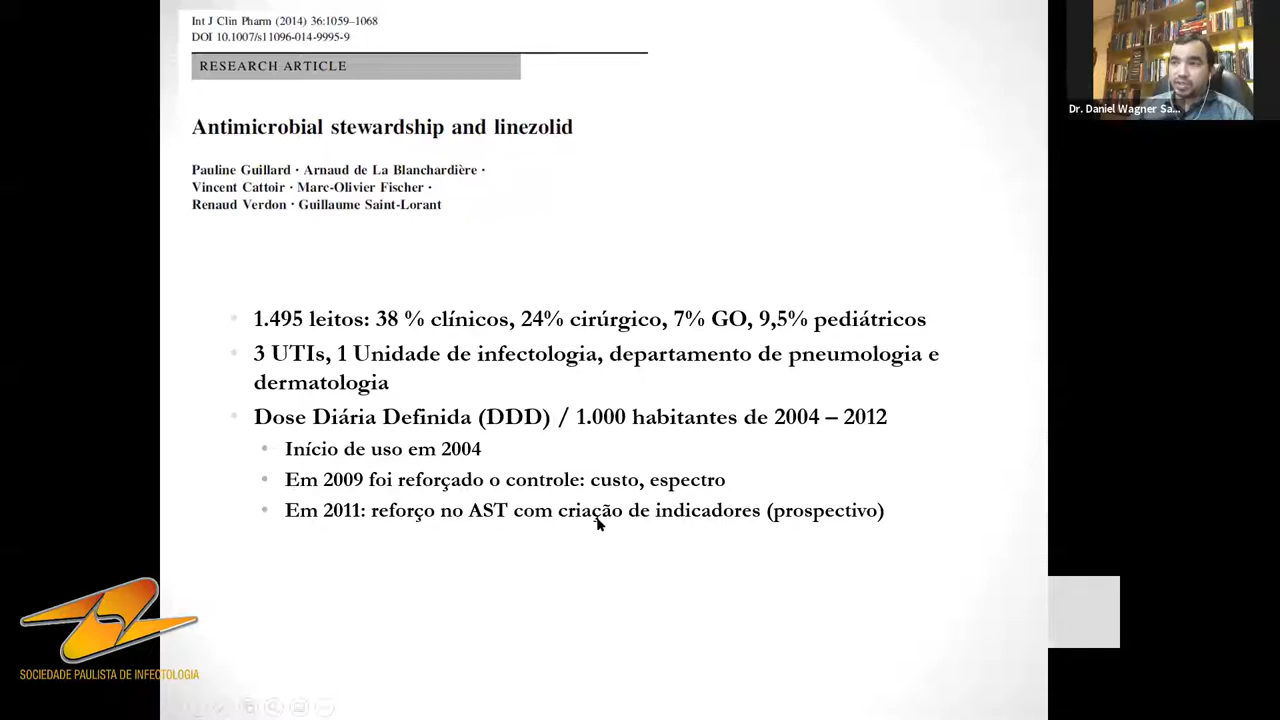 Int J Clin Pharm (2014) 36:1059–1068
DOI 10.1007/s11096-014-9995-9
RESEARCH ARTICLE
Antimicrobial stewardship and linezolid
Pauline Guillard · Arnaud de La Blanchardière ·
Vincent Cattoir · Marc-Olivier Fischer ·
Renaud Verdon · Guillaume Saint-Lorant
Dr. Daniel Wagner Sa...
1.495 leitos: 38 % clínicos, 24% cirúrgico, 7% GO, 9,5% pediátricos
3 UTIs, 1 Unidade de infectologia, departamento de pneumologia e
dermatologia
Dose Diária Definida (DDD) / 1.000 habitantes de 2004 – 2012
Início de uso em 2004
Em 2009 foi reforçado o controle: custo, espectro
Em 2011: reforço no AST com criação de indicadores (prospectivo)
SOCIEDADE PAULISTA DE INFECTOLOGIA